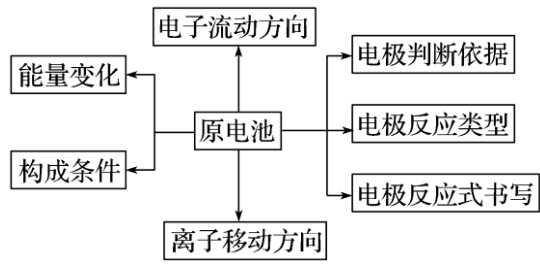 电子流动方向
能量变化
电极判断依据
原电池
电极反应类型
构成条件
电极反应式书写
离子移动方向